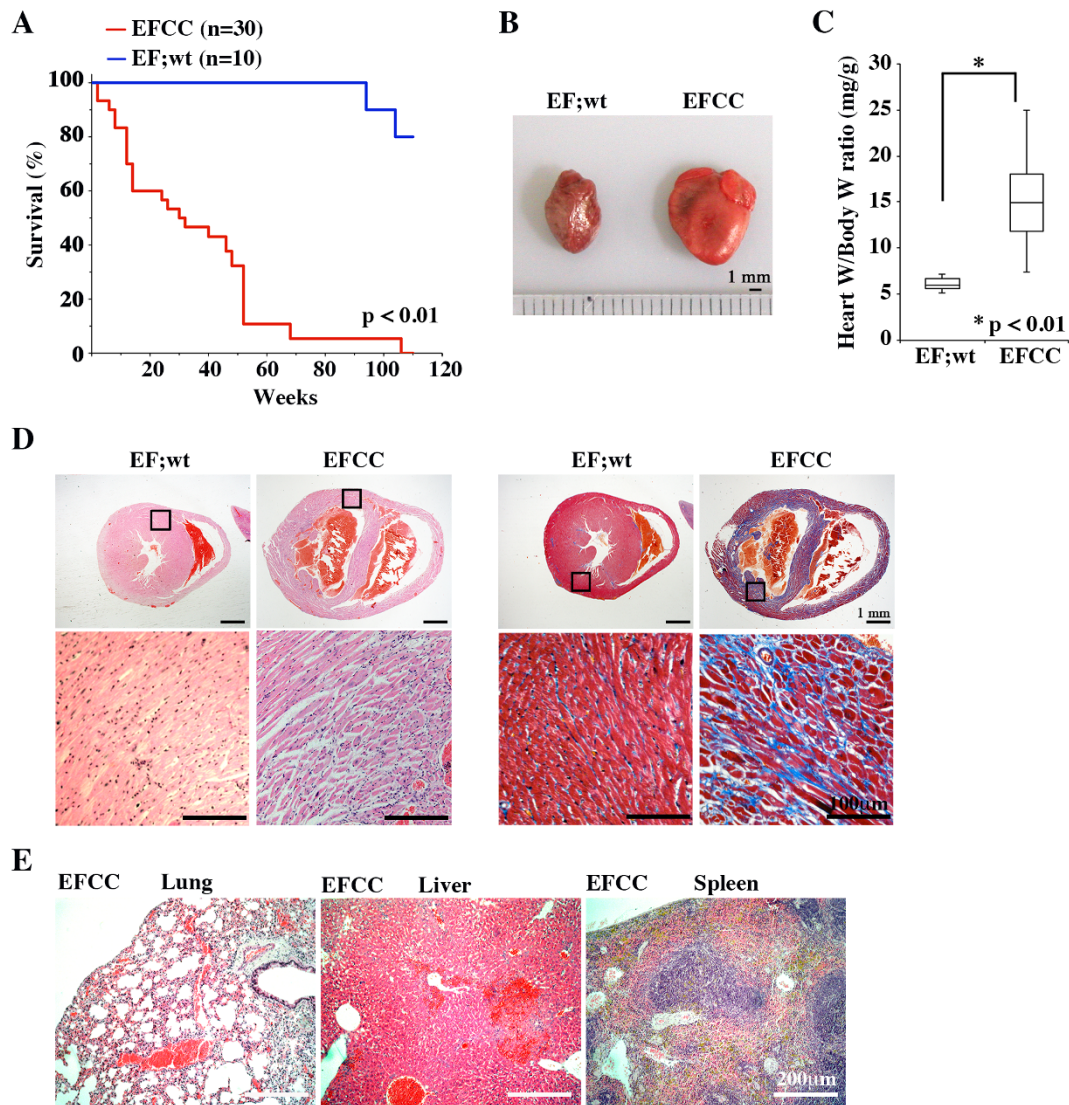 A
EFCC (n=30)
EF;wt (n=10)
100
80
60
40
20
0
Survival (%)
p < 0.01
20 40 60 80 100 120
Weeks
B
EF;wt EFCC
1 mm
C
Heart W/Body W ratio (mg/g)
30
25
20
15
10
5
0
*
* p < 0.01
EF;wt EFCC
D
EF;wt EFCC EF;wt EFCC
1 mm
100μm
E
EFCC Lung EFCC Liver EFCC Spleen
200μm